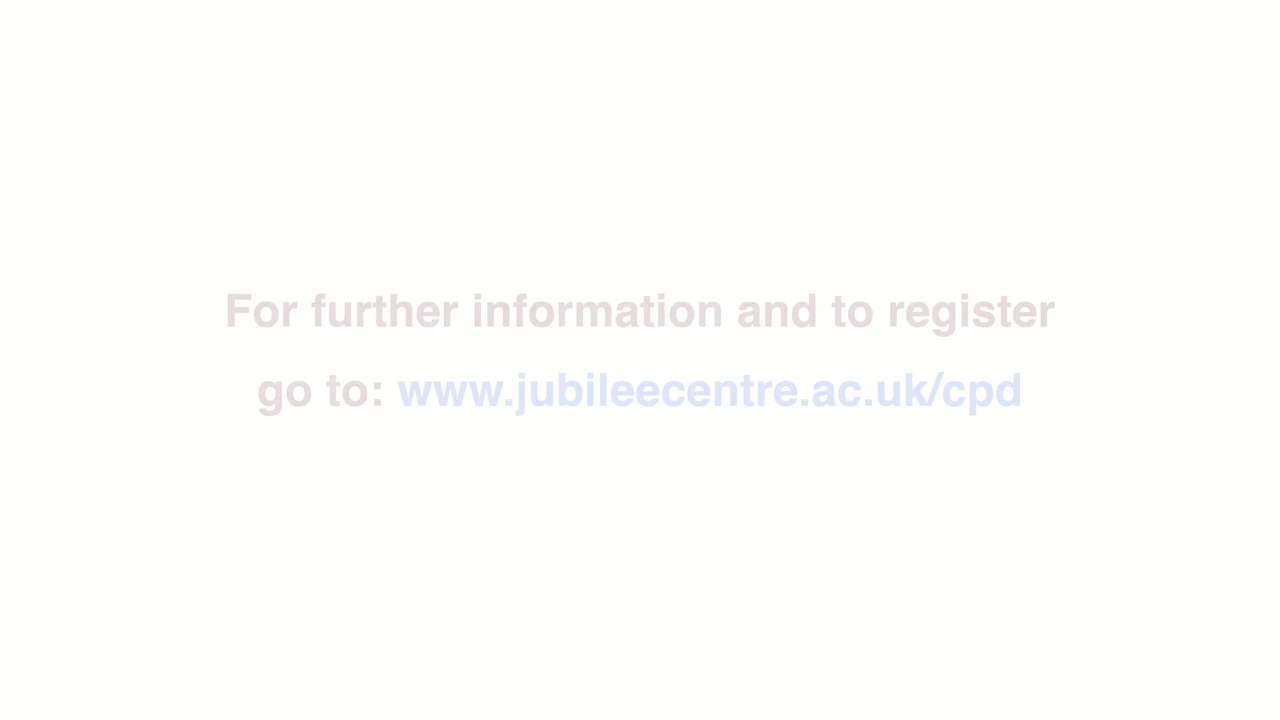 For further information and to register
go to: www.jubileecentre.ac.uk/cpd